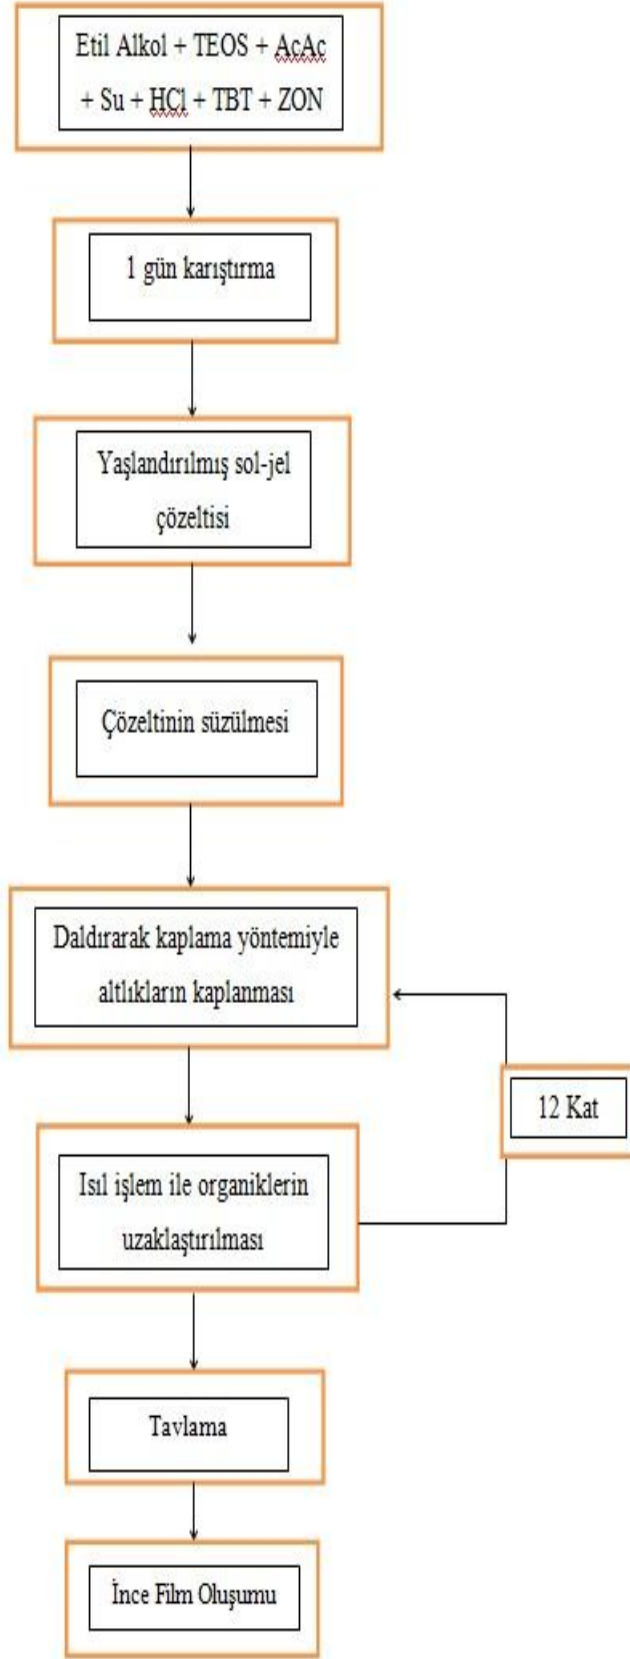 Etil Alkol + TEOS + AcAc
+ Su + HCl + TBT + ZON
1 gün karıştırma
Yaşlandırılmış sol-jel
çözeltisi
Çözeltinin süzülmesi
Daldırarak kaplama yöntemiyle
altlıkların kaplanması
12 Kat
Isıl işlem ile organiklerin
uzaklaştırılması
Tavlama
İnce Film Oluşumu